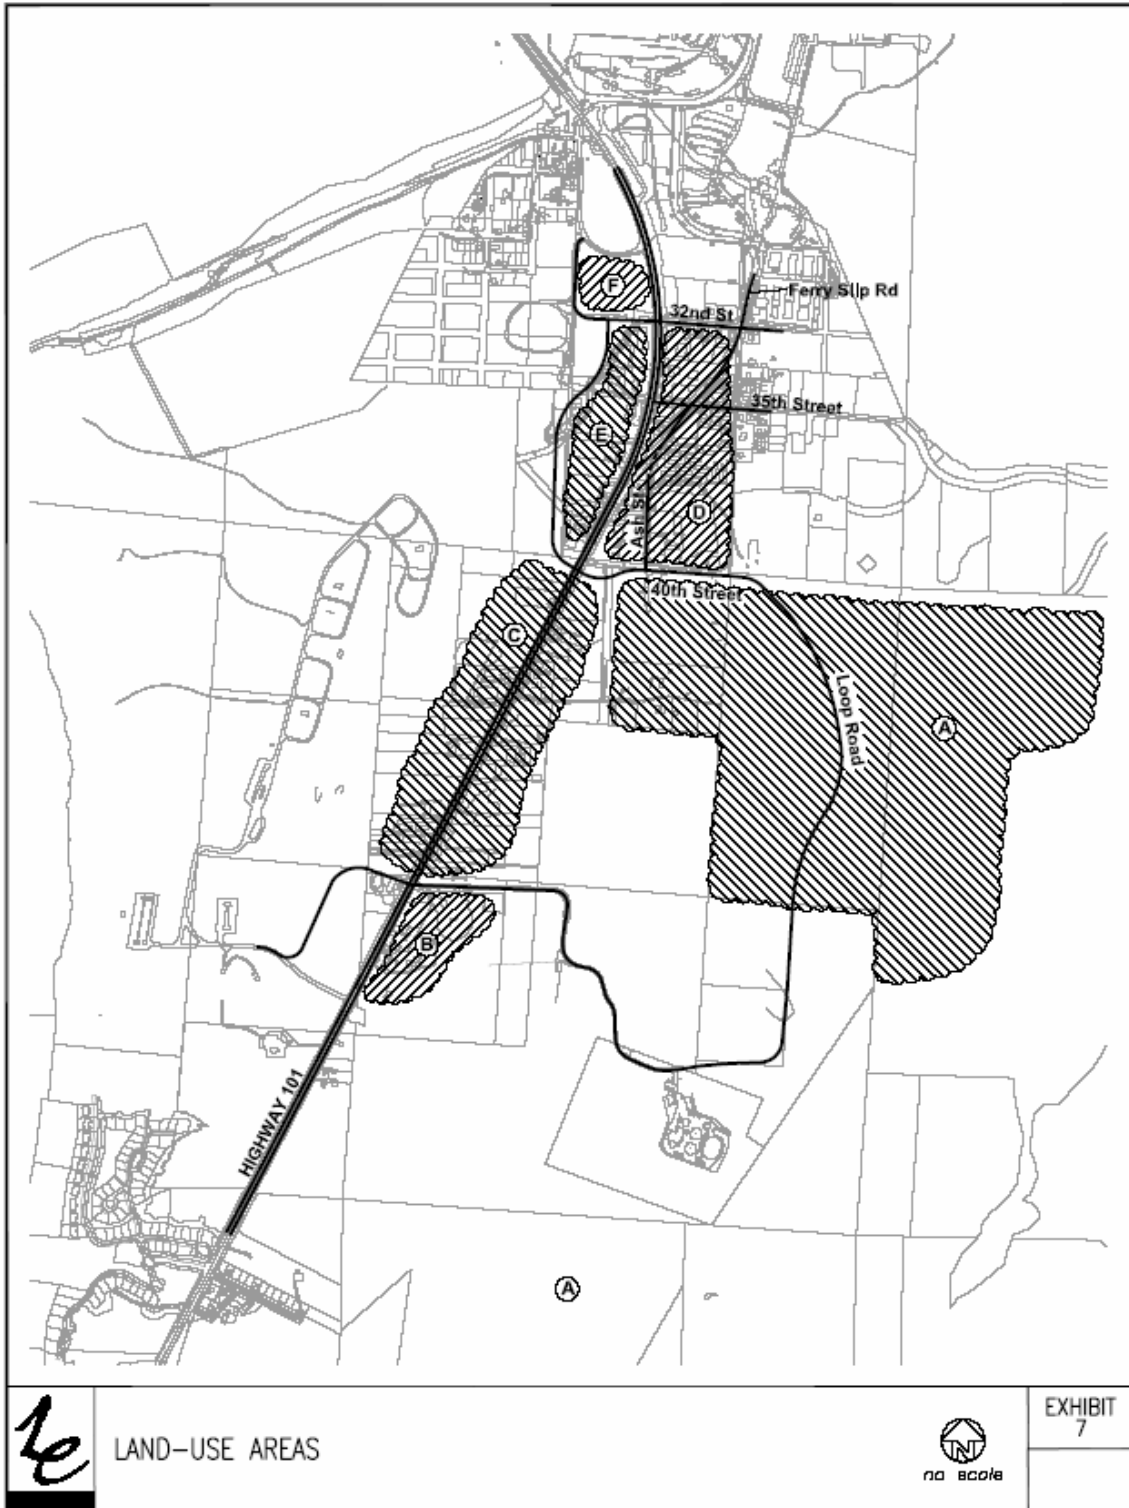 F
Ferry Slip Rd
32nd St
35th Street
E
D
Ash St
40th Street
C
Loop Road
A
B
HIGHWAY 101
A
LAND-USE AREAS
N
no scale
EXHIBIT
7